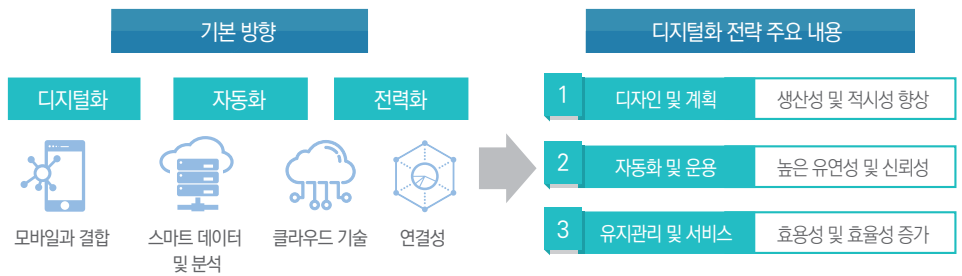 기본 방향
디지털화
자동화
전력화
모바일과 결합
스마트 데이터
및 분석
클라우드 기술
연결성
디지털화 전략 주요 내용
1 디자인 및 계획 생산성 및 적시성 향상
2 자동화 및 운용 높은 유연성 및 신뢰성
3 유지관리 및 서비스 효용성 및 효율성 증가